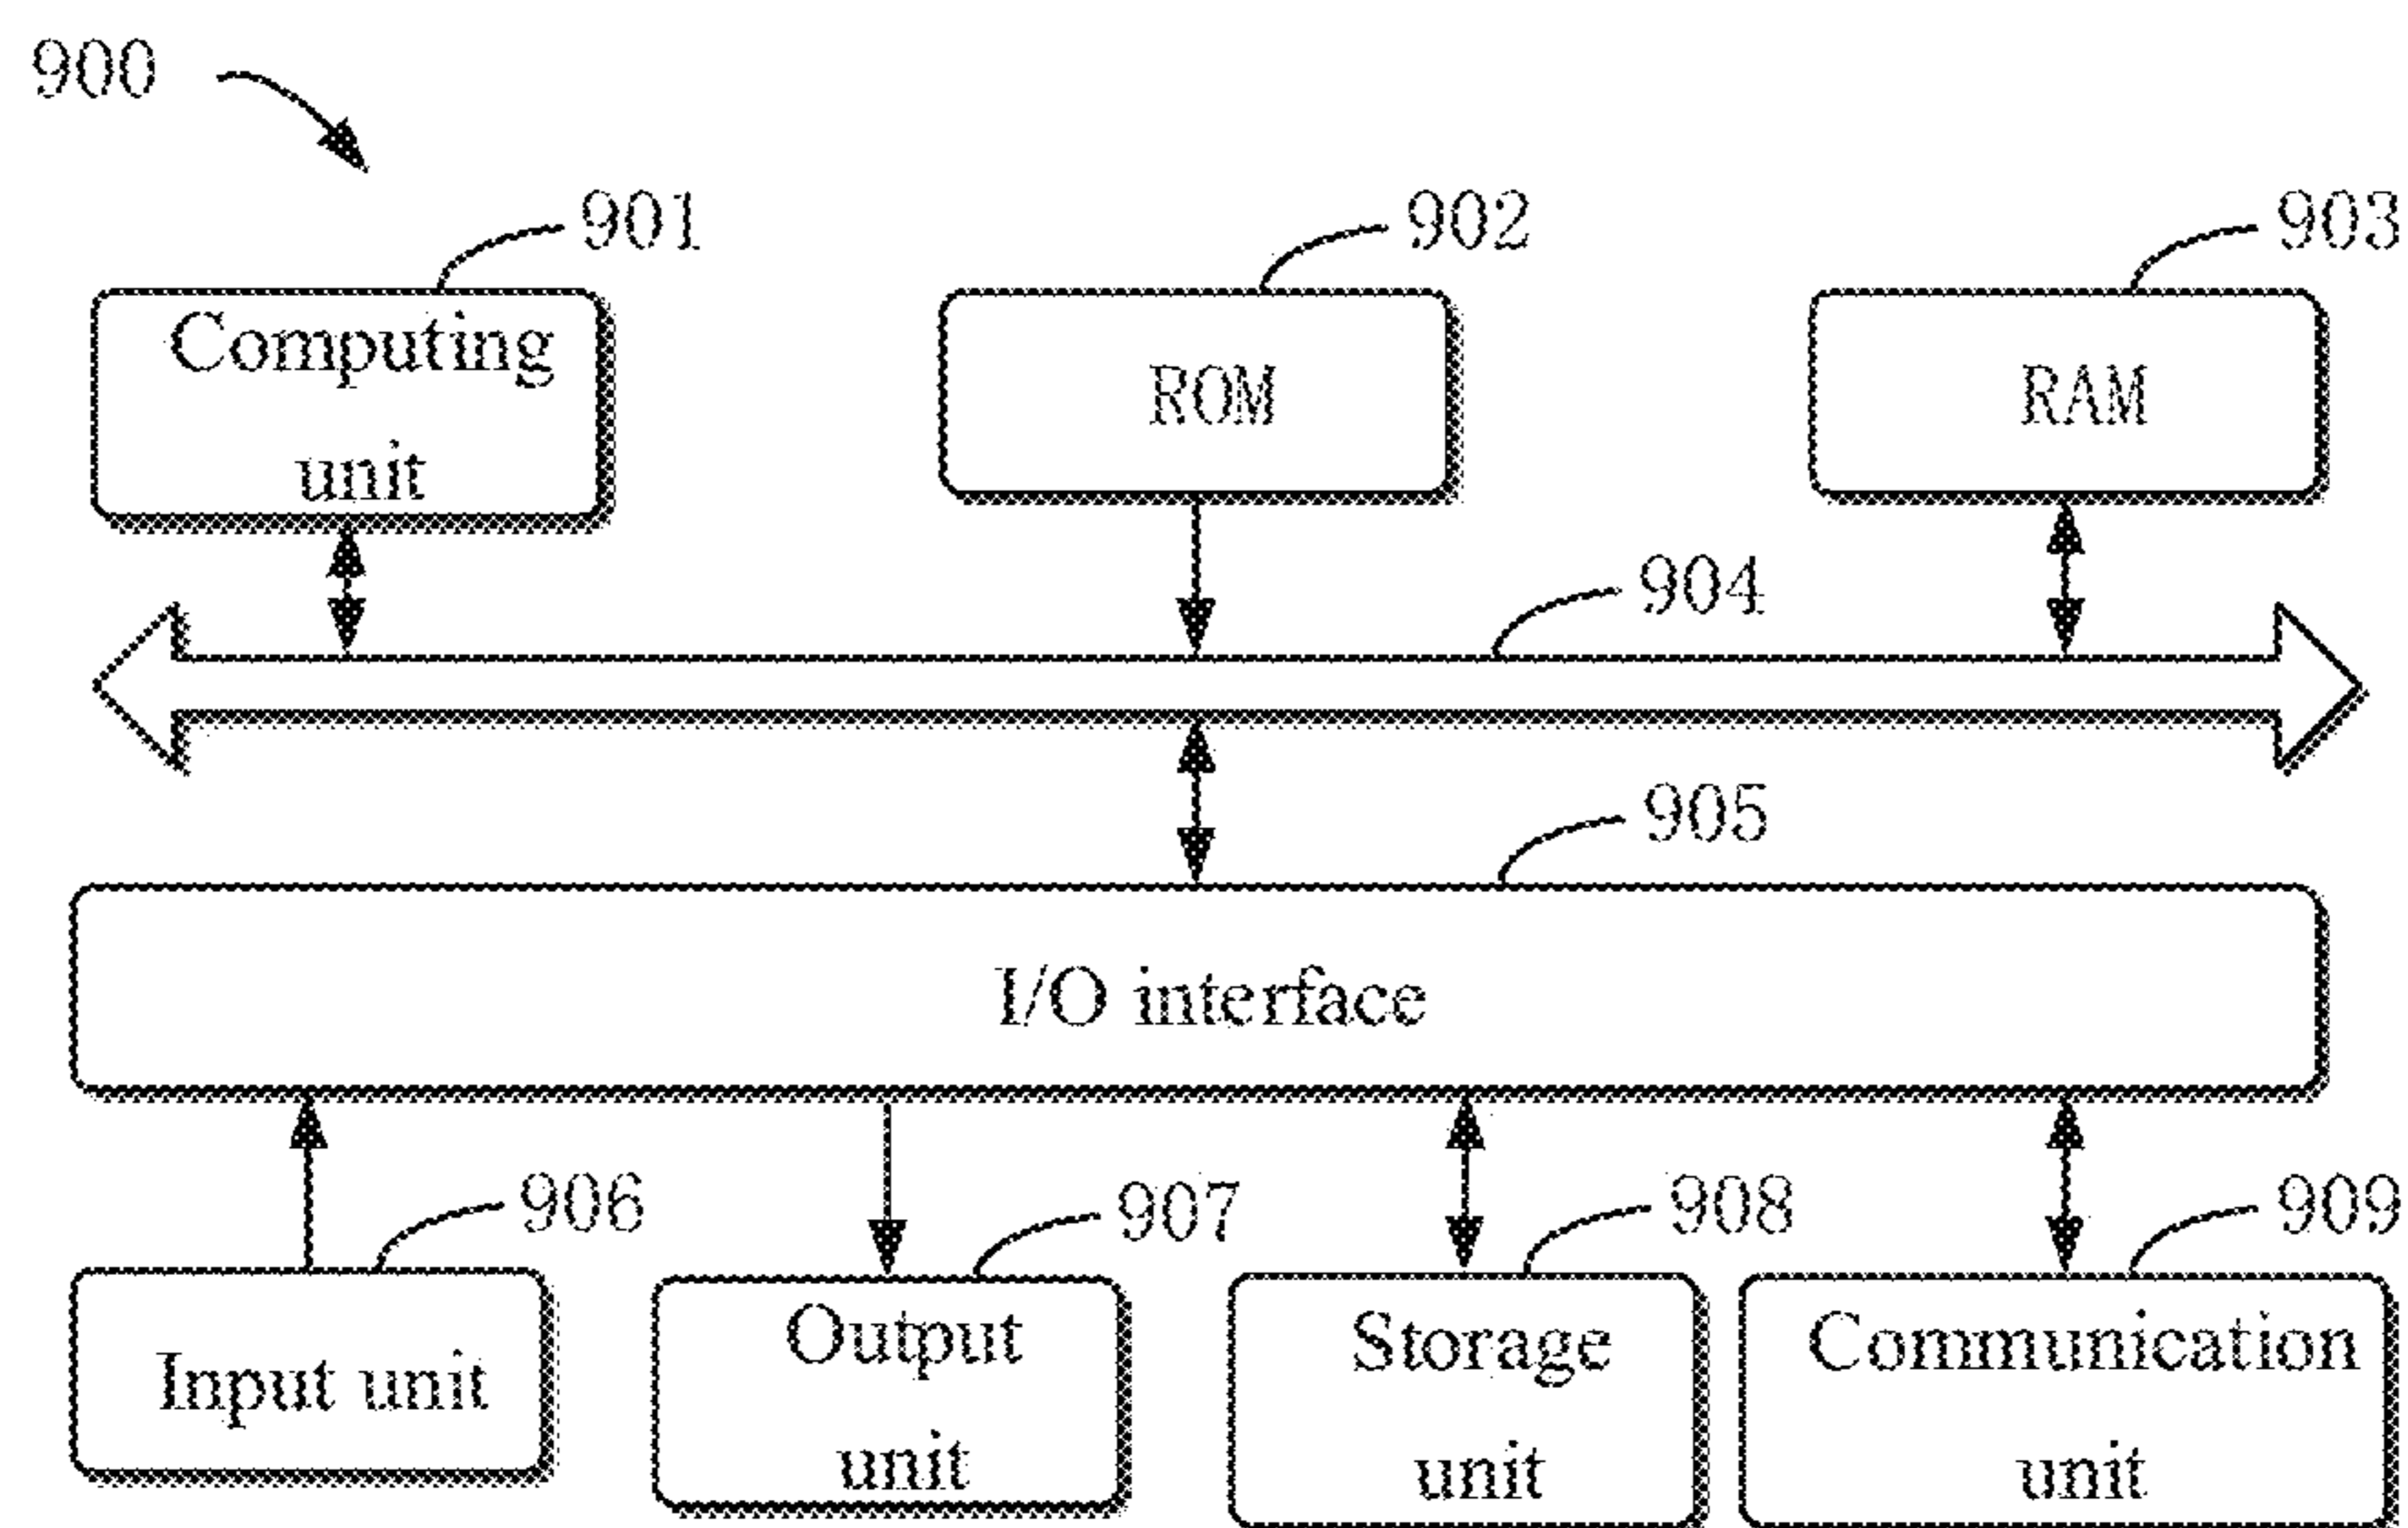 900
901
902
903
Computing
unit
ROM
RAM
904
905
I/O interface
906
907
908
909
Input unit
Output
unit
Storage
unit
Communication
unit